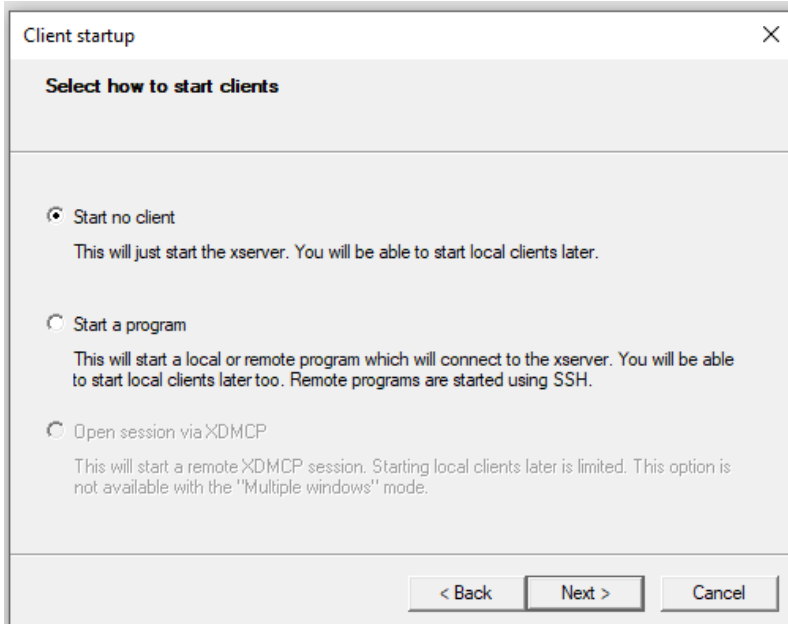 Client startup
Select how to start clients
Start no client
This will just start the xserver. You will be able to start local clients later.
Start a program
This will start a local or remote program which will connect to the xserver. You will be able
to start local clients later too. Remote programs are started using SSH.
Open session via XDMCP
This will start a remote XDMCP session. Starting local clients later is limited. This option is
not available with the "Multiple windows" mode.
< Back Next > Cancel